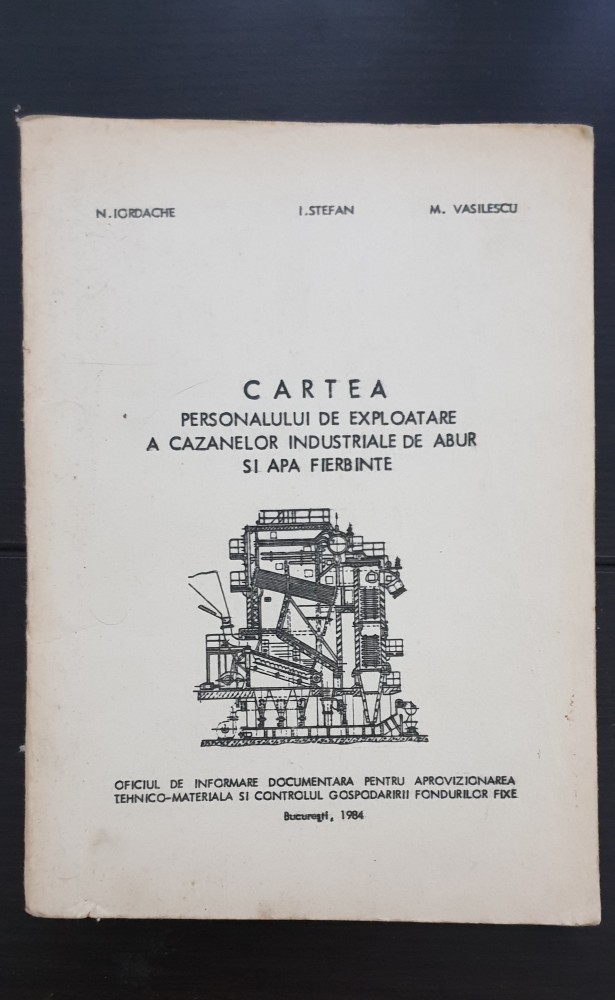 N. IORDACHE I. STEFAN M. VASILESCU
CARTEA
PERSONALULUI DE EXPLOATARE
A CAZANELOR INDUSTRIALE DE ABUR
SI APA FIERBINTE
OFICIUL DE INFORMARE DOCUMENTARA PENTRU APROVIZIONAREA
TEHNICO-MATERIALA SI CONTROLUL GOSPODARIRII FONDURILOR FIXE
București, 1984